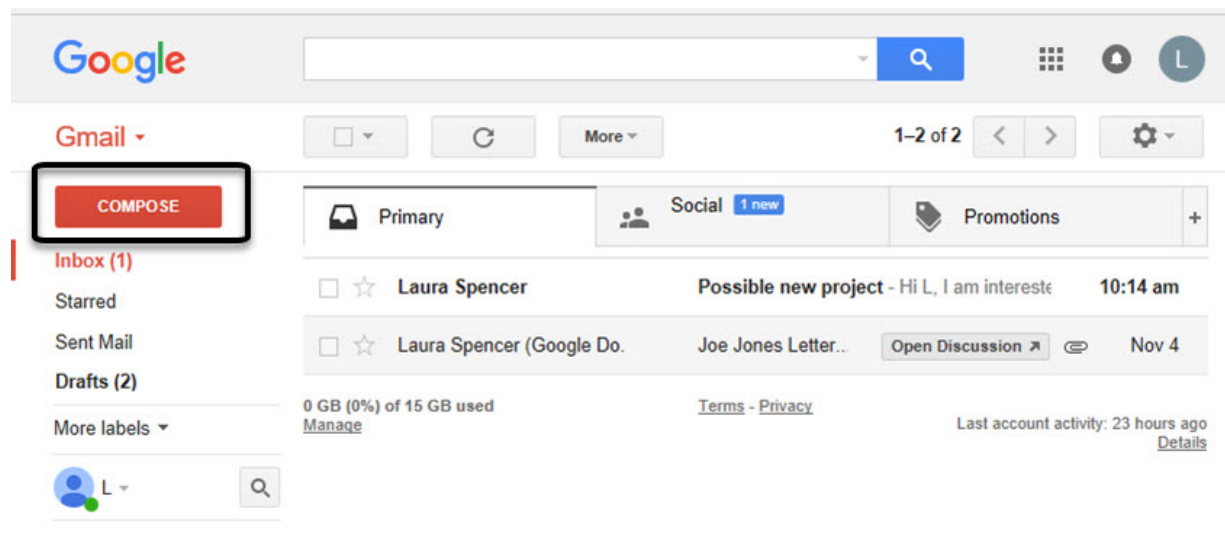 Google
L
Gmail
More
1–2 of 2
COMPOSE
Primary
Social 1 new
Promotions
+
Inbox (1)
Starred
Sent Mail
Drafts (2)
More labels
L
Laura Spencer Possible new project - Hi L, I am intereste 10:14 am
Laura Spencer (Google Do. Joe Jones Letter... Open Discussion Nov 4
0 GB (0%) of 15 GB used
Manage
Terms - Privacy
Last account activity: 23 hours ago
Details